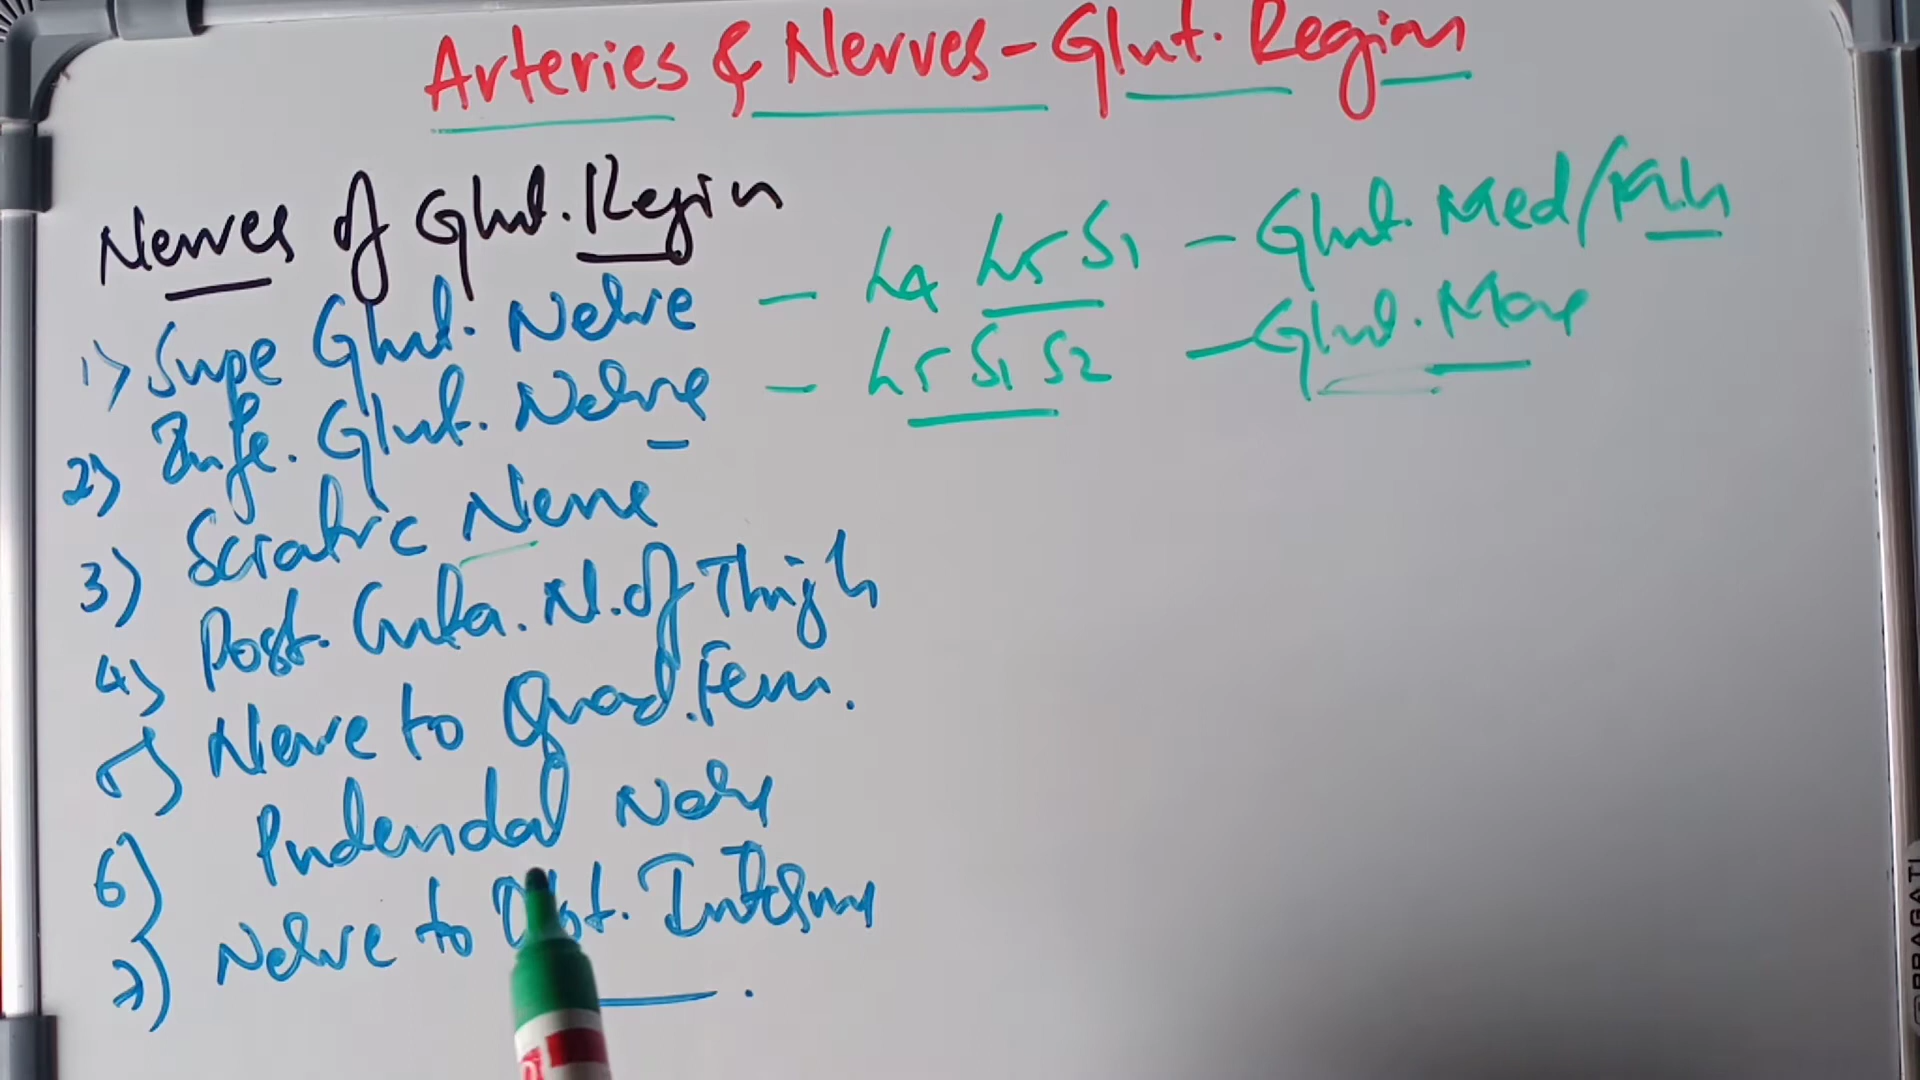 Arteries & Nerves - Glut. Region
Nerves of Glut. Region
1) Supe Glut. Nerve - L4 L5 S1 - Glut. Med/Min
2) Infe. Glut. Nerve - L5 S1 S2 - Glut. Max
3) Sciatic Nerve
4) Post. Cuta. N. of Thigh
5) Nerve to Quad. Fem.
6) Pudendal Nerve
7) Nerve to Obt. Internus
PRAGATI